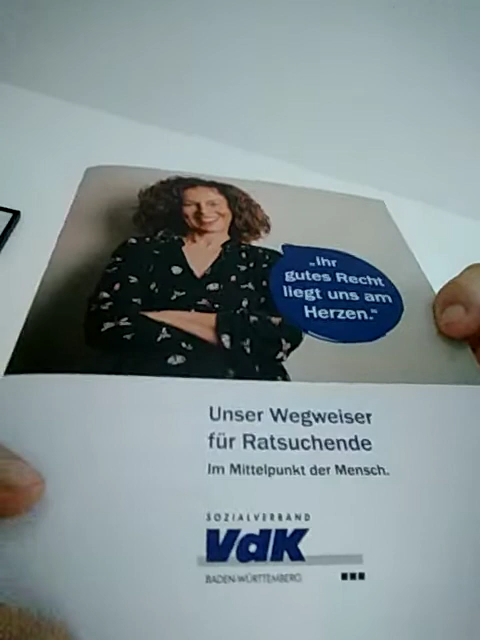 „Ihr
gutes Recht
liegt uns am
Herzen.“
Unser Wegweiser
für Ratsuchende
Im Mittelpunkt der Mensch.
SOZIALVERBAND
VdK
BADEN-WÜRTTEMBERG